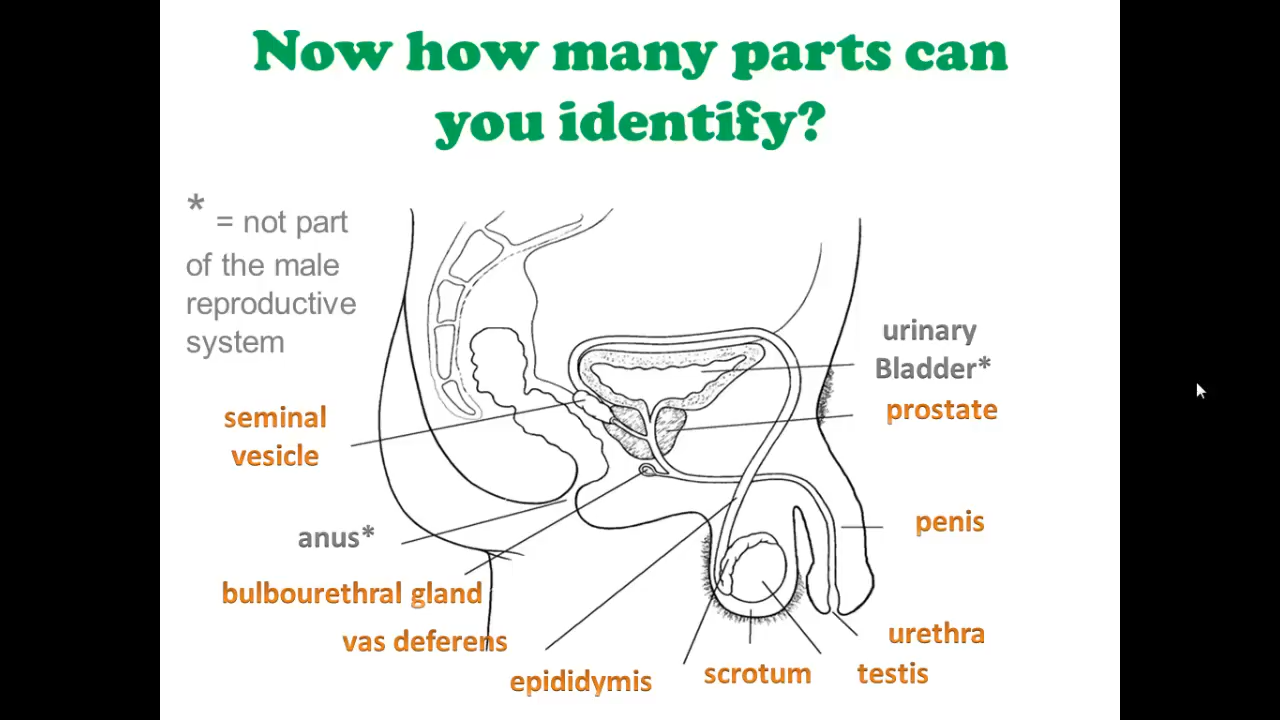 Now how many parts can
you identify?
* = not part
of the male
reproductive
system
urinary
Bladder*
prostate
seminal
vesicle
penis
anus*
bulbourethral gland
vas deferens
urethra
epididymis
scrotum
testis